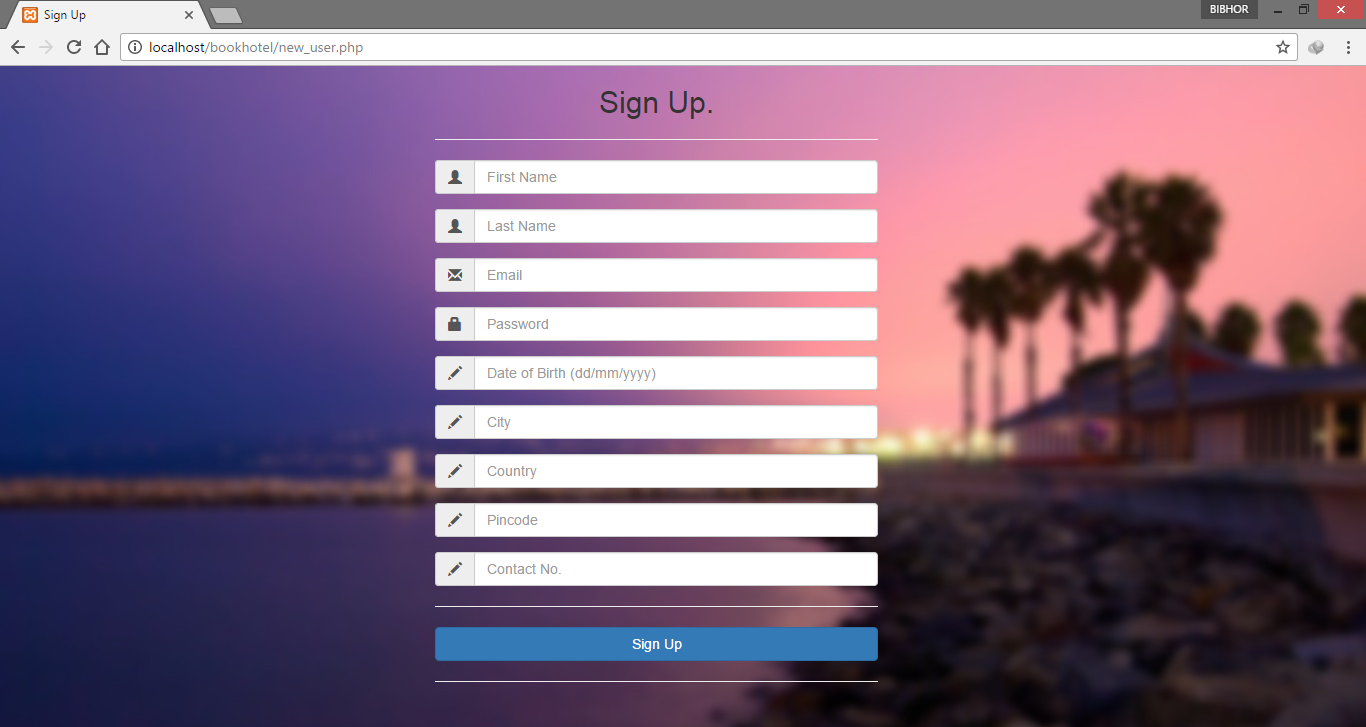 Sign Up
BIBHOR
localhost/bookhotel/new_user.php
Sign Up.
First Name
Last Name
Email
Password
Date of Birth (dd/mm/yyyy)
City
Country
Pincode
Contact No.
Sign Up